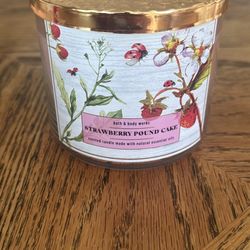 bath & body works
STRAWBERRY POUND CAKE
scented candle made with natural essential oils